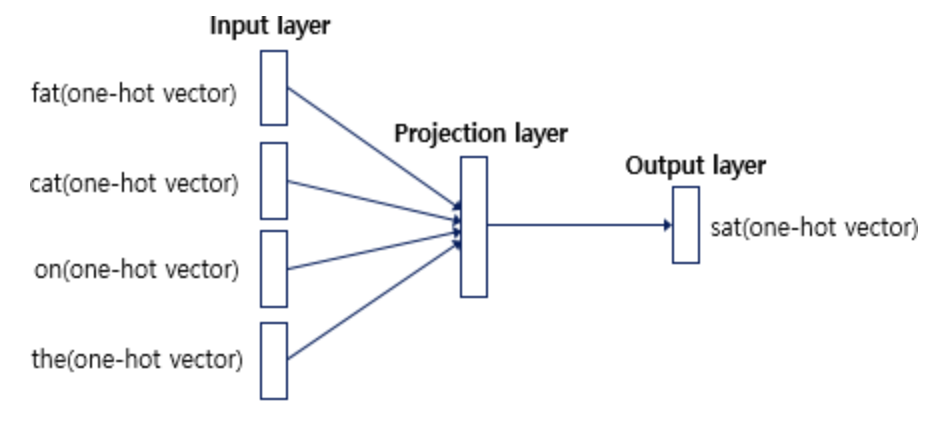 Input layer
fat(one-hot vector)
Projection layer
cat(one-hot vector)
Output layer
sat(one-hot vector)
on(one-hot vector)
the(one-hot vector)